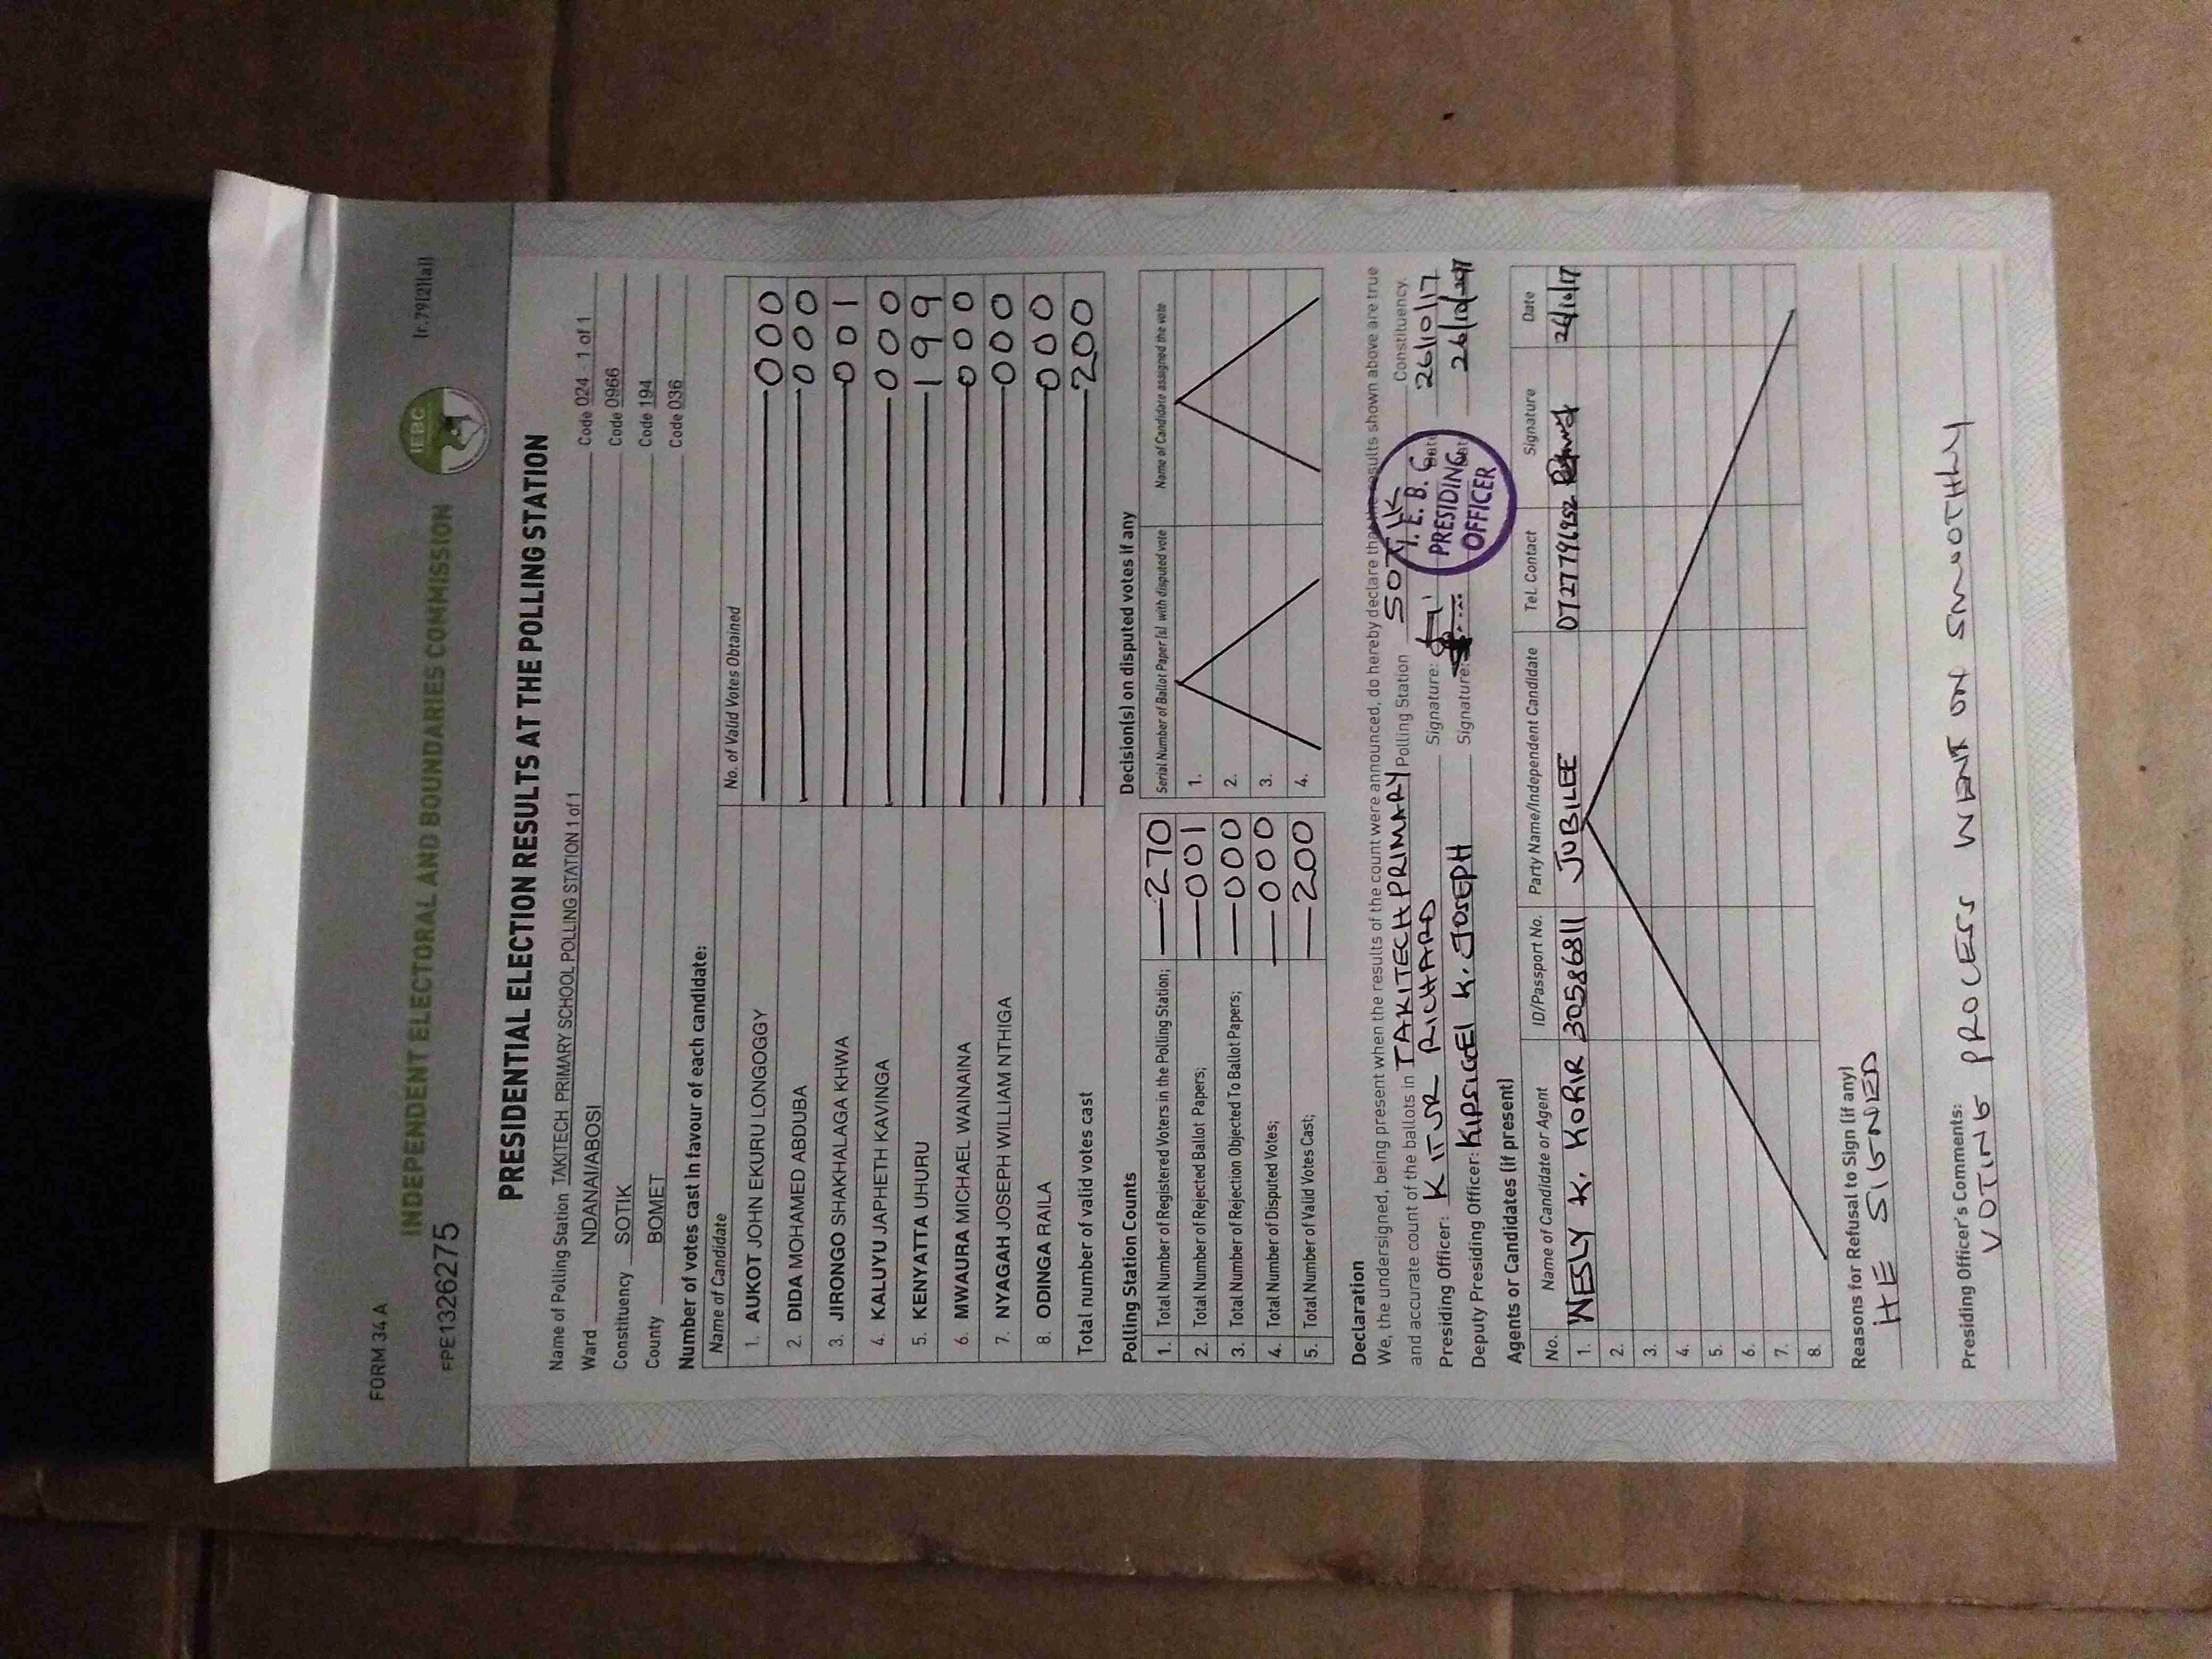 FORM 34 A
(r.79(2)(a))
INDEPENDENT ELECTORAL AND BOUNDARIES COMMISSION
IEBC
FPE1326275
PRESIDENTIAL ELECTION RESULTS AT THE POLLING STATION
Name of Polling Station TAKITECH PRIMARY SCHOOL POLLING STATION 1 of 1 Code 024 - 1 of 1
Ward NDANAI/ABOSI Code 0966
Constituency SOTIK Code 194
County BOMET Code 036
Number of votes cast in favour of each candidate:
Name of Candidate No. of Valid Votes Obtained
1. AUKOT JOHN EKURU LONGOGGY 000
2. DIDA MOHAMED ABDUBA 000
3. JIRONGO SHAKHALAGA KHWA 001
4. KALUYU JAPHETH KAVINGA 000
5. KENYATTA UHURU 199
6. MWAURA MICHAEL WAINAINA 000
7. NYAGAH JOSEPH WILLIAM NTHIGA 000
8. ODINGA RAILA 000
Total number of valid votes cast 200
Polling Station Counts
1. Total Number of Registered Voters in the Polling Station; 270
2. Total Number of Rejected Ballot Papers; 001
3. Total Number of Rejection Objected To Ballot Papers; 000
4. Total Number of Disputed Votes; 000
5. Total Number of Valid Votes Cast; 200
Decision(s) on disputed votes if any
Serial Number of Ballot Paper(s) with disputed vote Name of Candidate assigned the vote
1.
2.
3.
4.
Declaration
We, the undersigned, being present when the results of the count were announced, do hereby declare that the results shown above are true
and accurate count of the ballots in TAKITECH PRIMARY Polling Station SOTIK Constituency.
Presiding Officer: KITUR RICHARD Signature: Date 26/10/17
Deputy Presiding Officer: KIPSIGEI K. JOSEPH Signature: Date 26/10/
I.E.B.C.
PRESIDING
OFFICER
Agents or Candidates (if present)
No. Name of Candidate or Agent ID/Passport No. Party Name/Independent Candidate Tel. Contact Signature Date
1. WESLY K. KORIR 30586811 JUBILEE 0727796952 26/10/17
2.
3.
4.
5.
6.
7.
8.
Reasons for Refusal to Sign (if any)
HE SIGNED
Presiding Officer's Comments:
VOTING PROCESS WENT ON SMOOTHLY